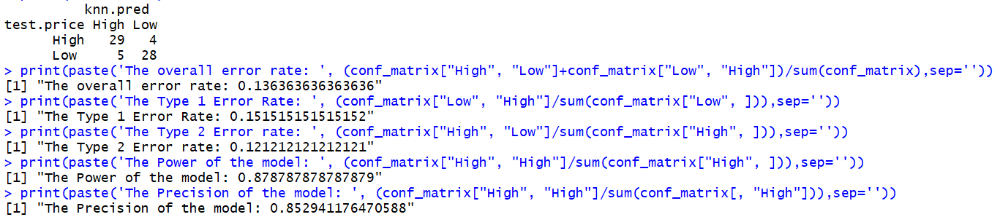 knn.pred
test.price High Low
High 29 4
Low 5 28
> print(paste('The overall error rate: ', (conf_matrix["High", "Low"]+conf_matrix["Low", "High"])/sum(conf_matrix),sep=''))
[1] "The overall error rate: 0.136363636363636"
> print(paste('The Type 1 Error Rate: ', (conf_matrix["Low", "High"]/sum(conf_matrix["Low", ])),sep=''))
[1] "The Type 1 Error Rate: 0.151515151515152"
> print(paste('The Type 2 Error rate: ', (conf_matrix["High", "Low"]/sum(conf_matrix["High", ])),sep=''))
[1] "The Type 2 Error rate: 0.121212121212121"
> print(paste('The Power of the model: ', (conf_matrix["High", "High"]/sum(conf_matrix["High", ])),sep=''))
[1] "The Power of the model: 0.878787878787879"
> print(paste('The Precision of the model: ', (conf_matrix["High", "High"]/sum(conf_matrix[, "High"])),sep=''))
[1] "The Precision of the model: 0.852941176470588"